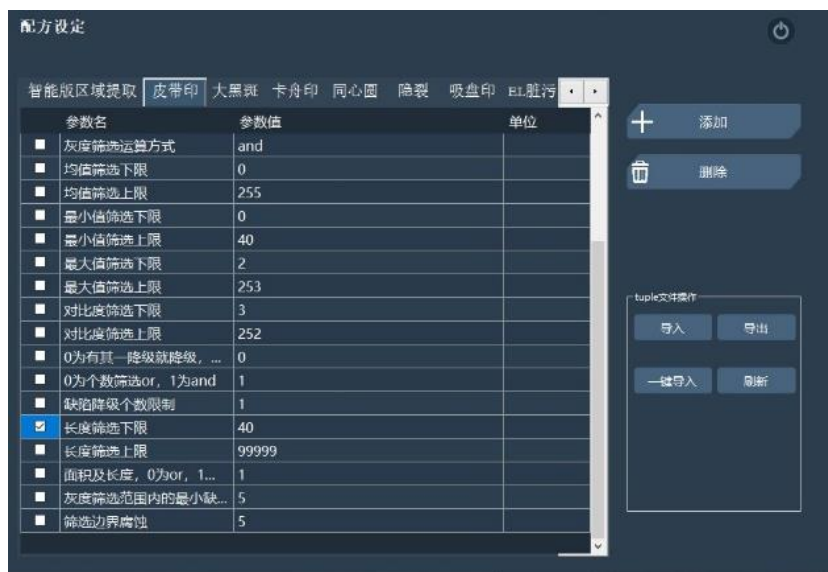 配方设定
智能版区域提取 皮带印 大黑斑 卡舟印 同心圆 隐裂 吸盘印 EL脏污
参数名 参数值 单位
灰度筛选运算方式 and
均值筛选下限 0
均值筛选上限 255
最小值筛选下限 0
最小值筛选上限 40
最大值筛选下限 2
最大值筛选上限 253
对比度筛选下限 3
对比度筛选上限 252
0为有其一降级就降级，... 0
0为个数筛选or，1为and 1
缺陷降级个数限制 1
长度筛选下限 40
长度筛选上限 99999
面积及长度，0为or，1... 1
灰度筛选范围内的最小缺... 5
筛选边界腐蚀 5
添加
删除
tuple文件操作
导入 导出
一键导入 刷新